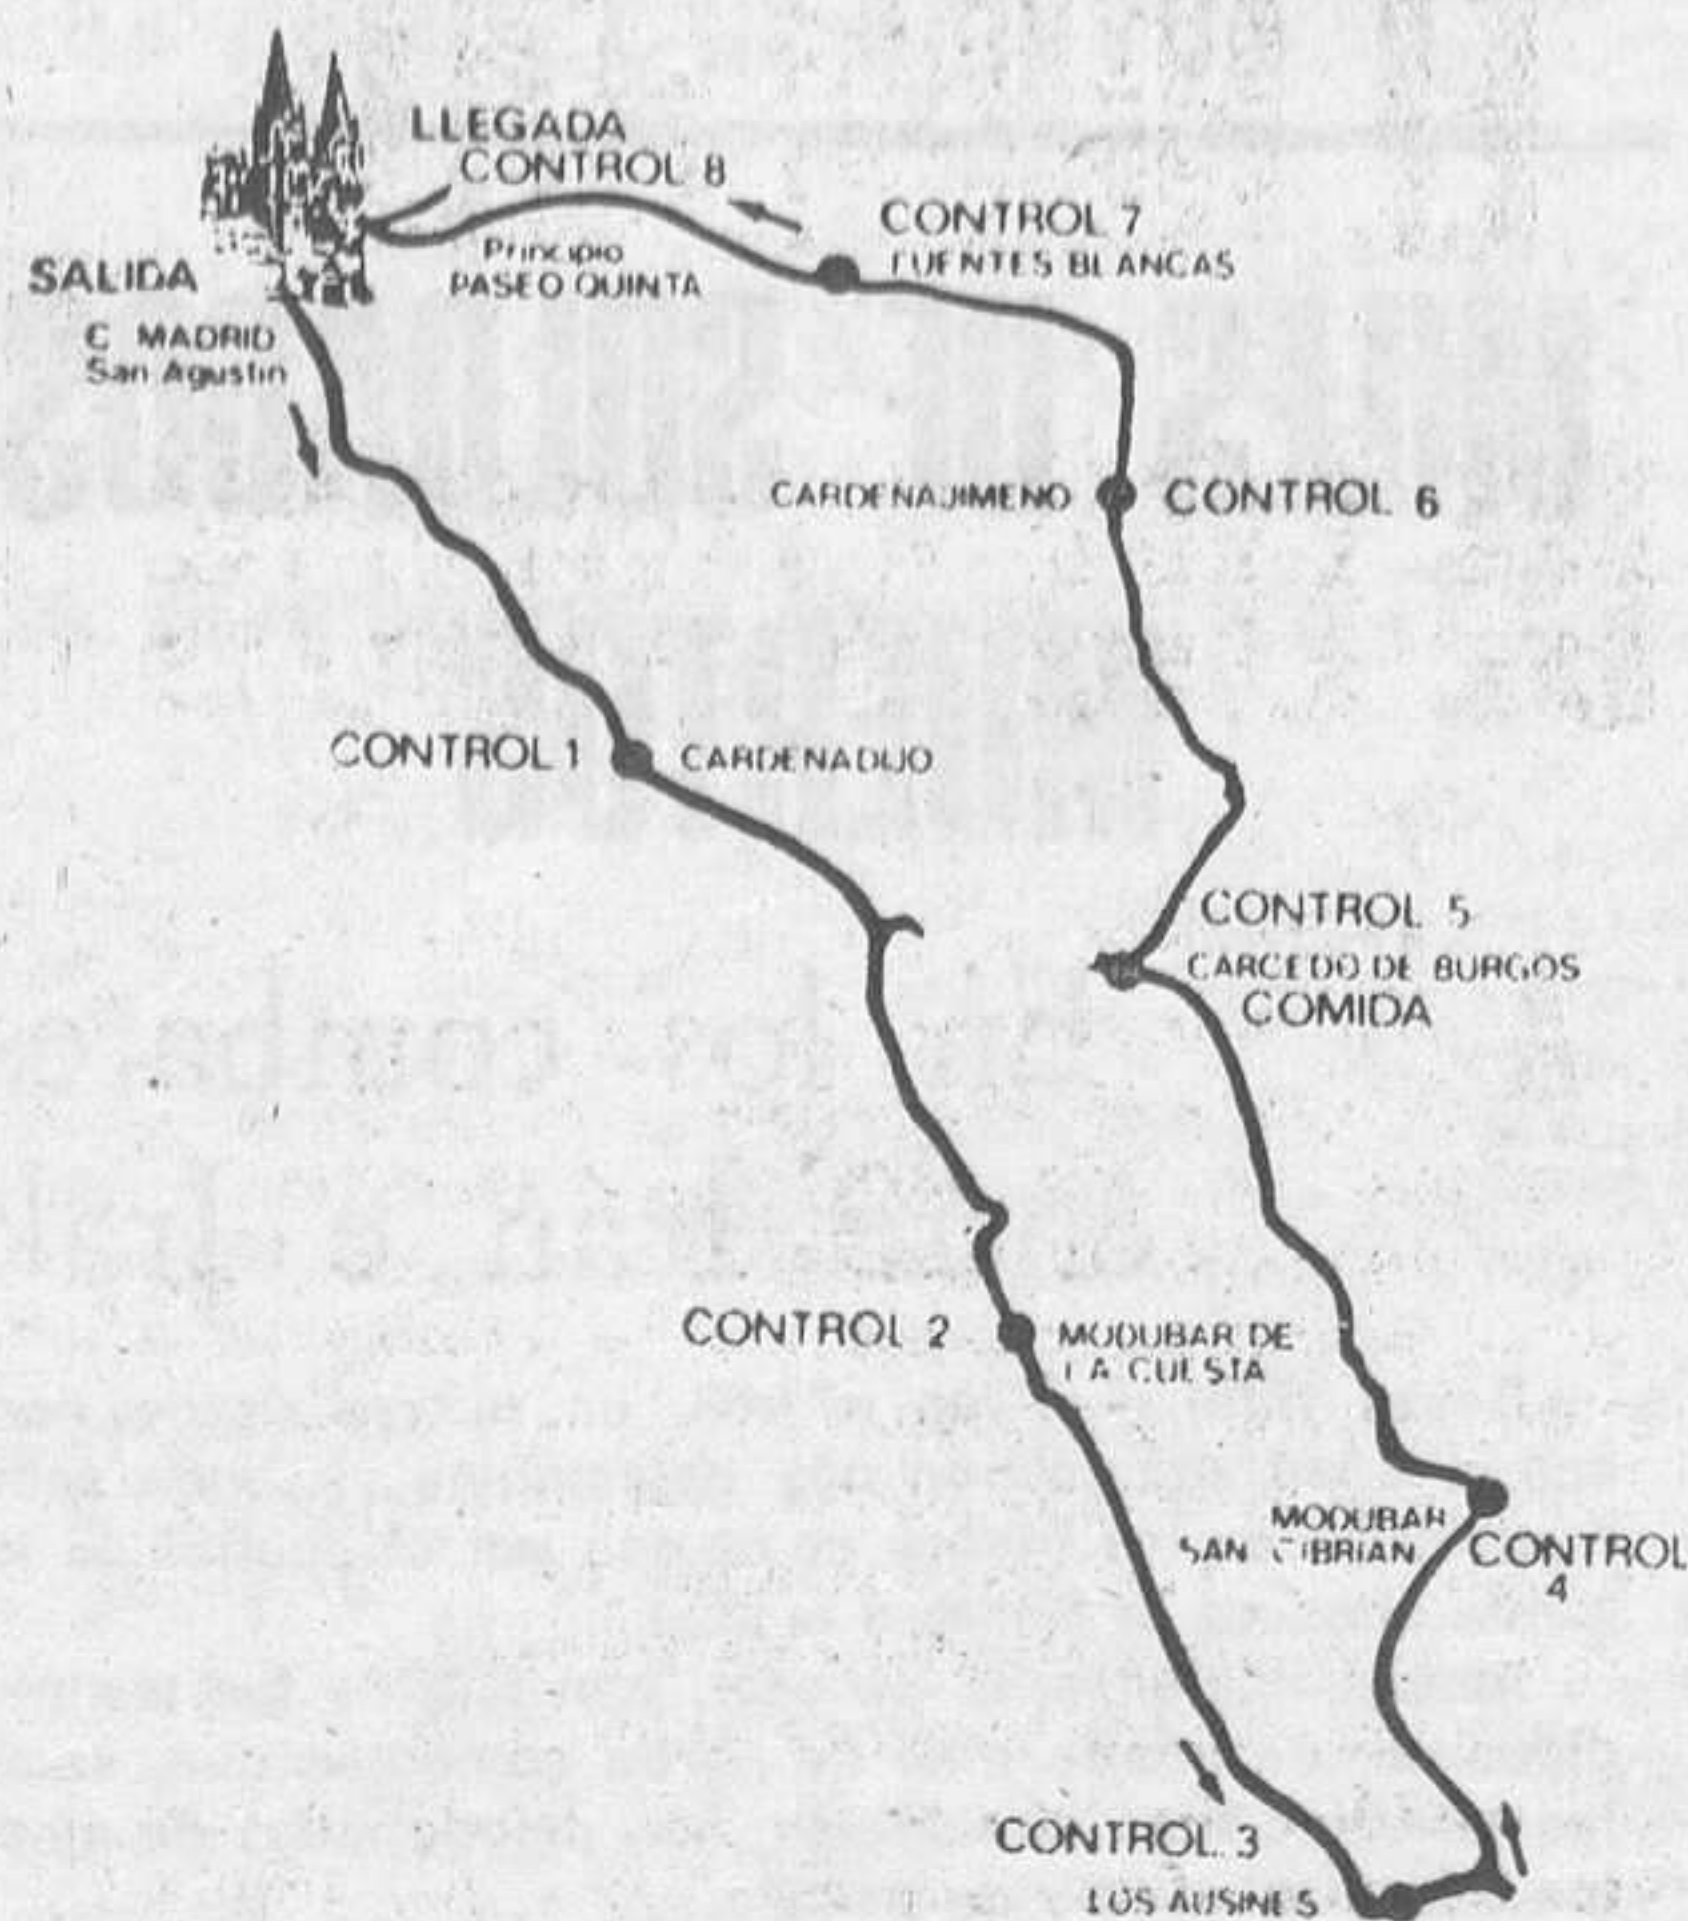 LLEGADA
CONTROL 8
Principio
PASEO QUINTA
CONTROL 7
FUENTES BLANCAS
SALIDA
C MADRID
San Agustin
CARDENAJIMENO
CONTROL 6
CONTROL 1
CARDENADIJO
CONTROL 5
CARCEDO DE BURGOS
COMIDA
CONTROL 2
MODUBAR DE
LA CUESTA
MODUBAR
SAN CIBRIAN
CONTROL
4
CONTROL 3
LOS AUSINES